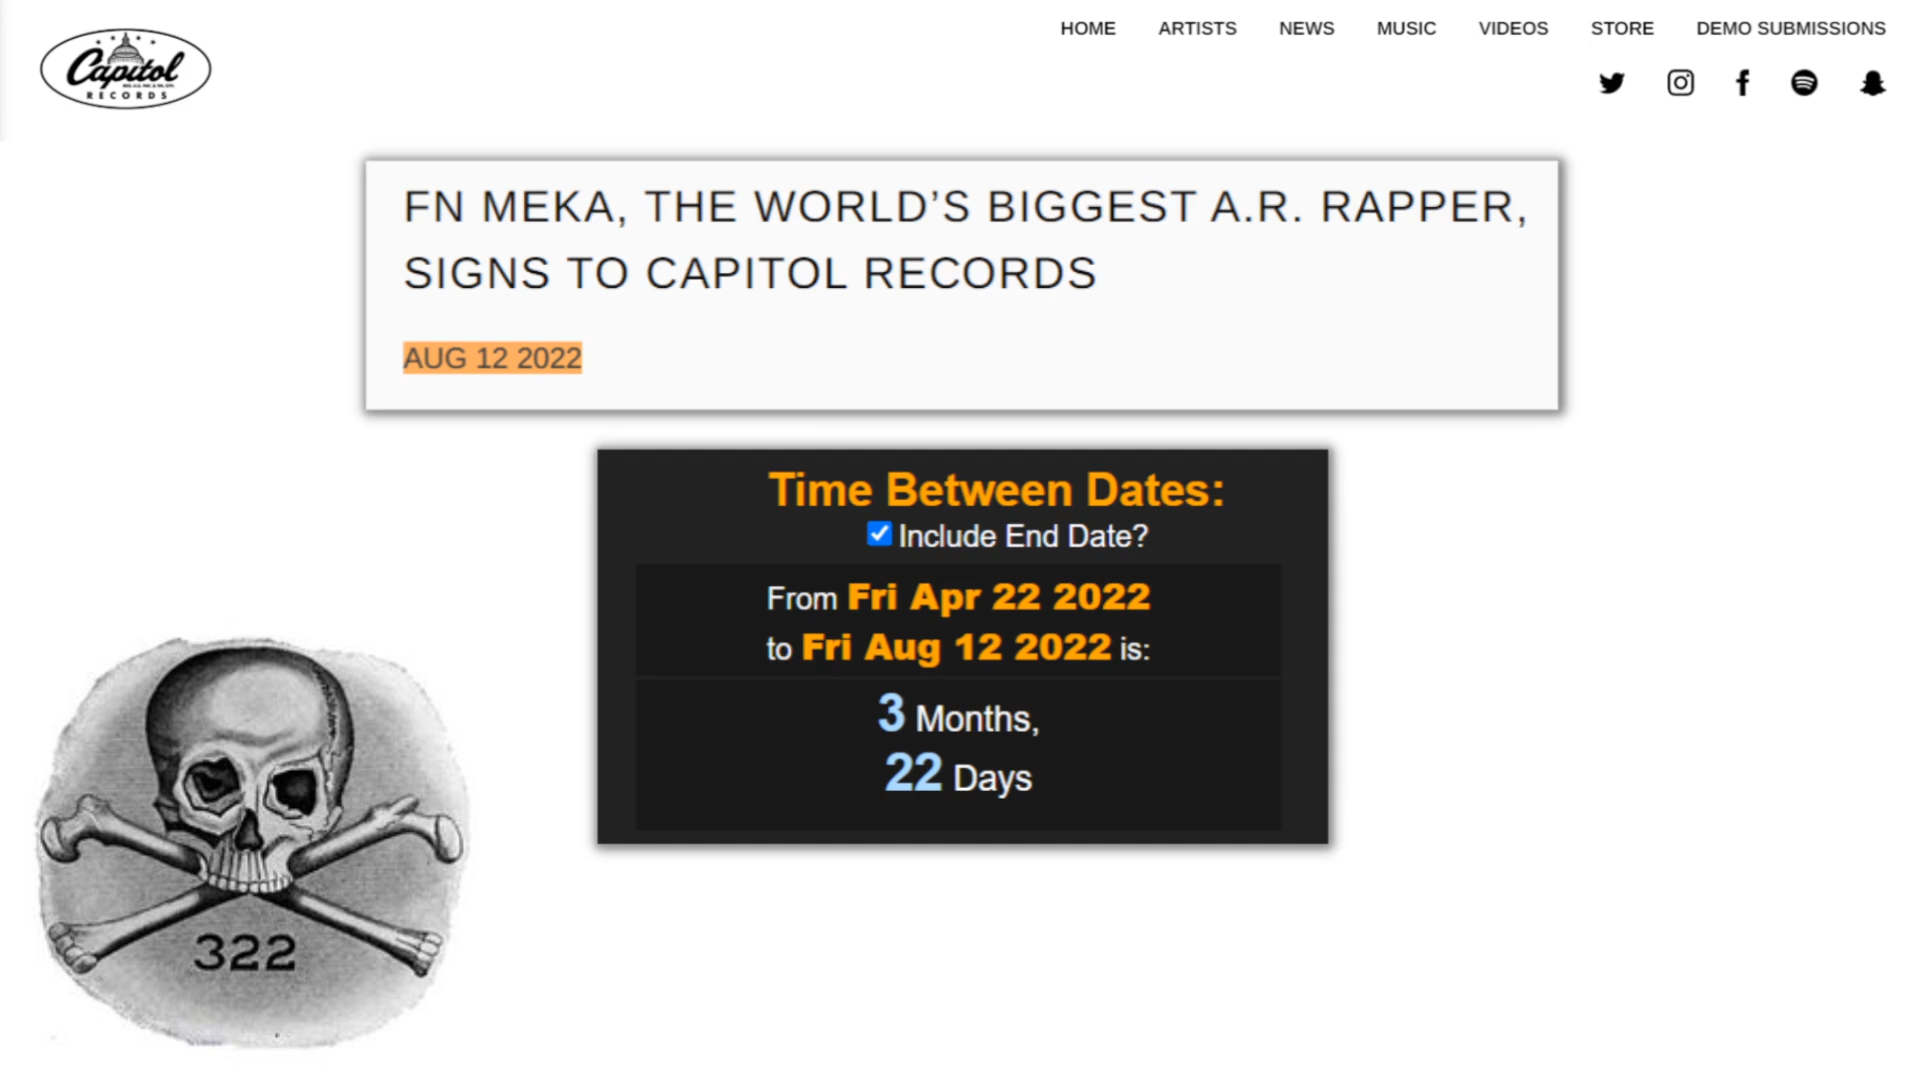 HOME ARTISTS NEWS MUSIC VIDEOS STORE DEMO SUBMISSIONS
Capitol
RECORDS
FN MEKA, THE WORLD’S BIGGEST A.R. RAPPER,
SIGNS TO CAPITOL RECORDS
AUG 12 2022
Time Between Dates:
Include End Date?
From Fri Apr 22 2022
to Fri Aug 12 2022 is:
3 Months,
22 Days
322